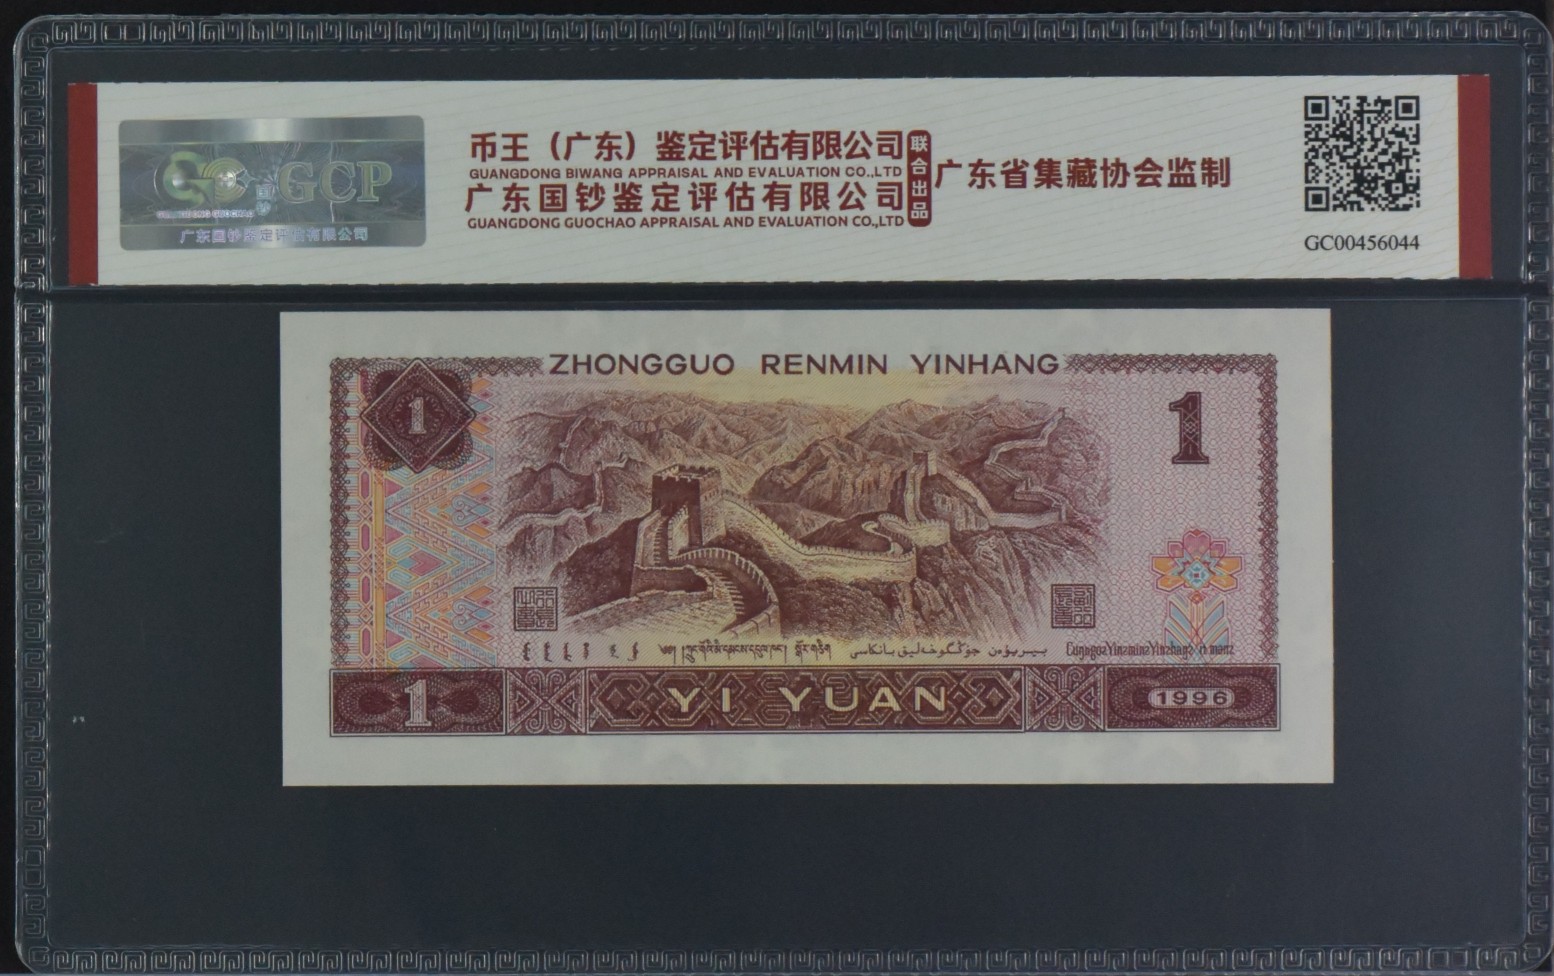 GCP
广东国钞鉴定评估有限公司
币王（广东）鉴定评估有限公司
GUANGDONG BIWANG APPRAISAL AND EVALUATION CO.,LTD
广东国钞鉴定评估有限公司
GUANGDONG GUOCHAO APPRAISAL AND EVALUATION CO.,LTD
联合出品
广东省集藏协会监制
GC00456044
ZHONGGUO RENMIN YINHANG
1
1
1
YI YUAN
1996